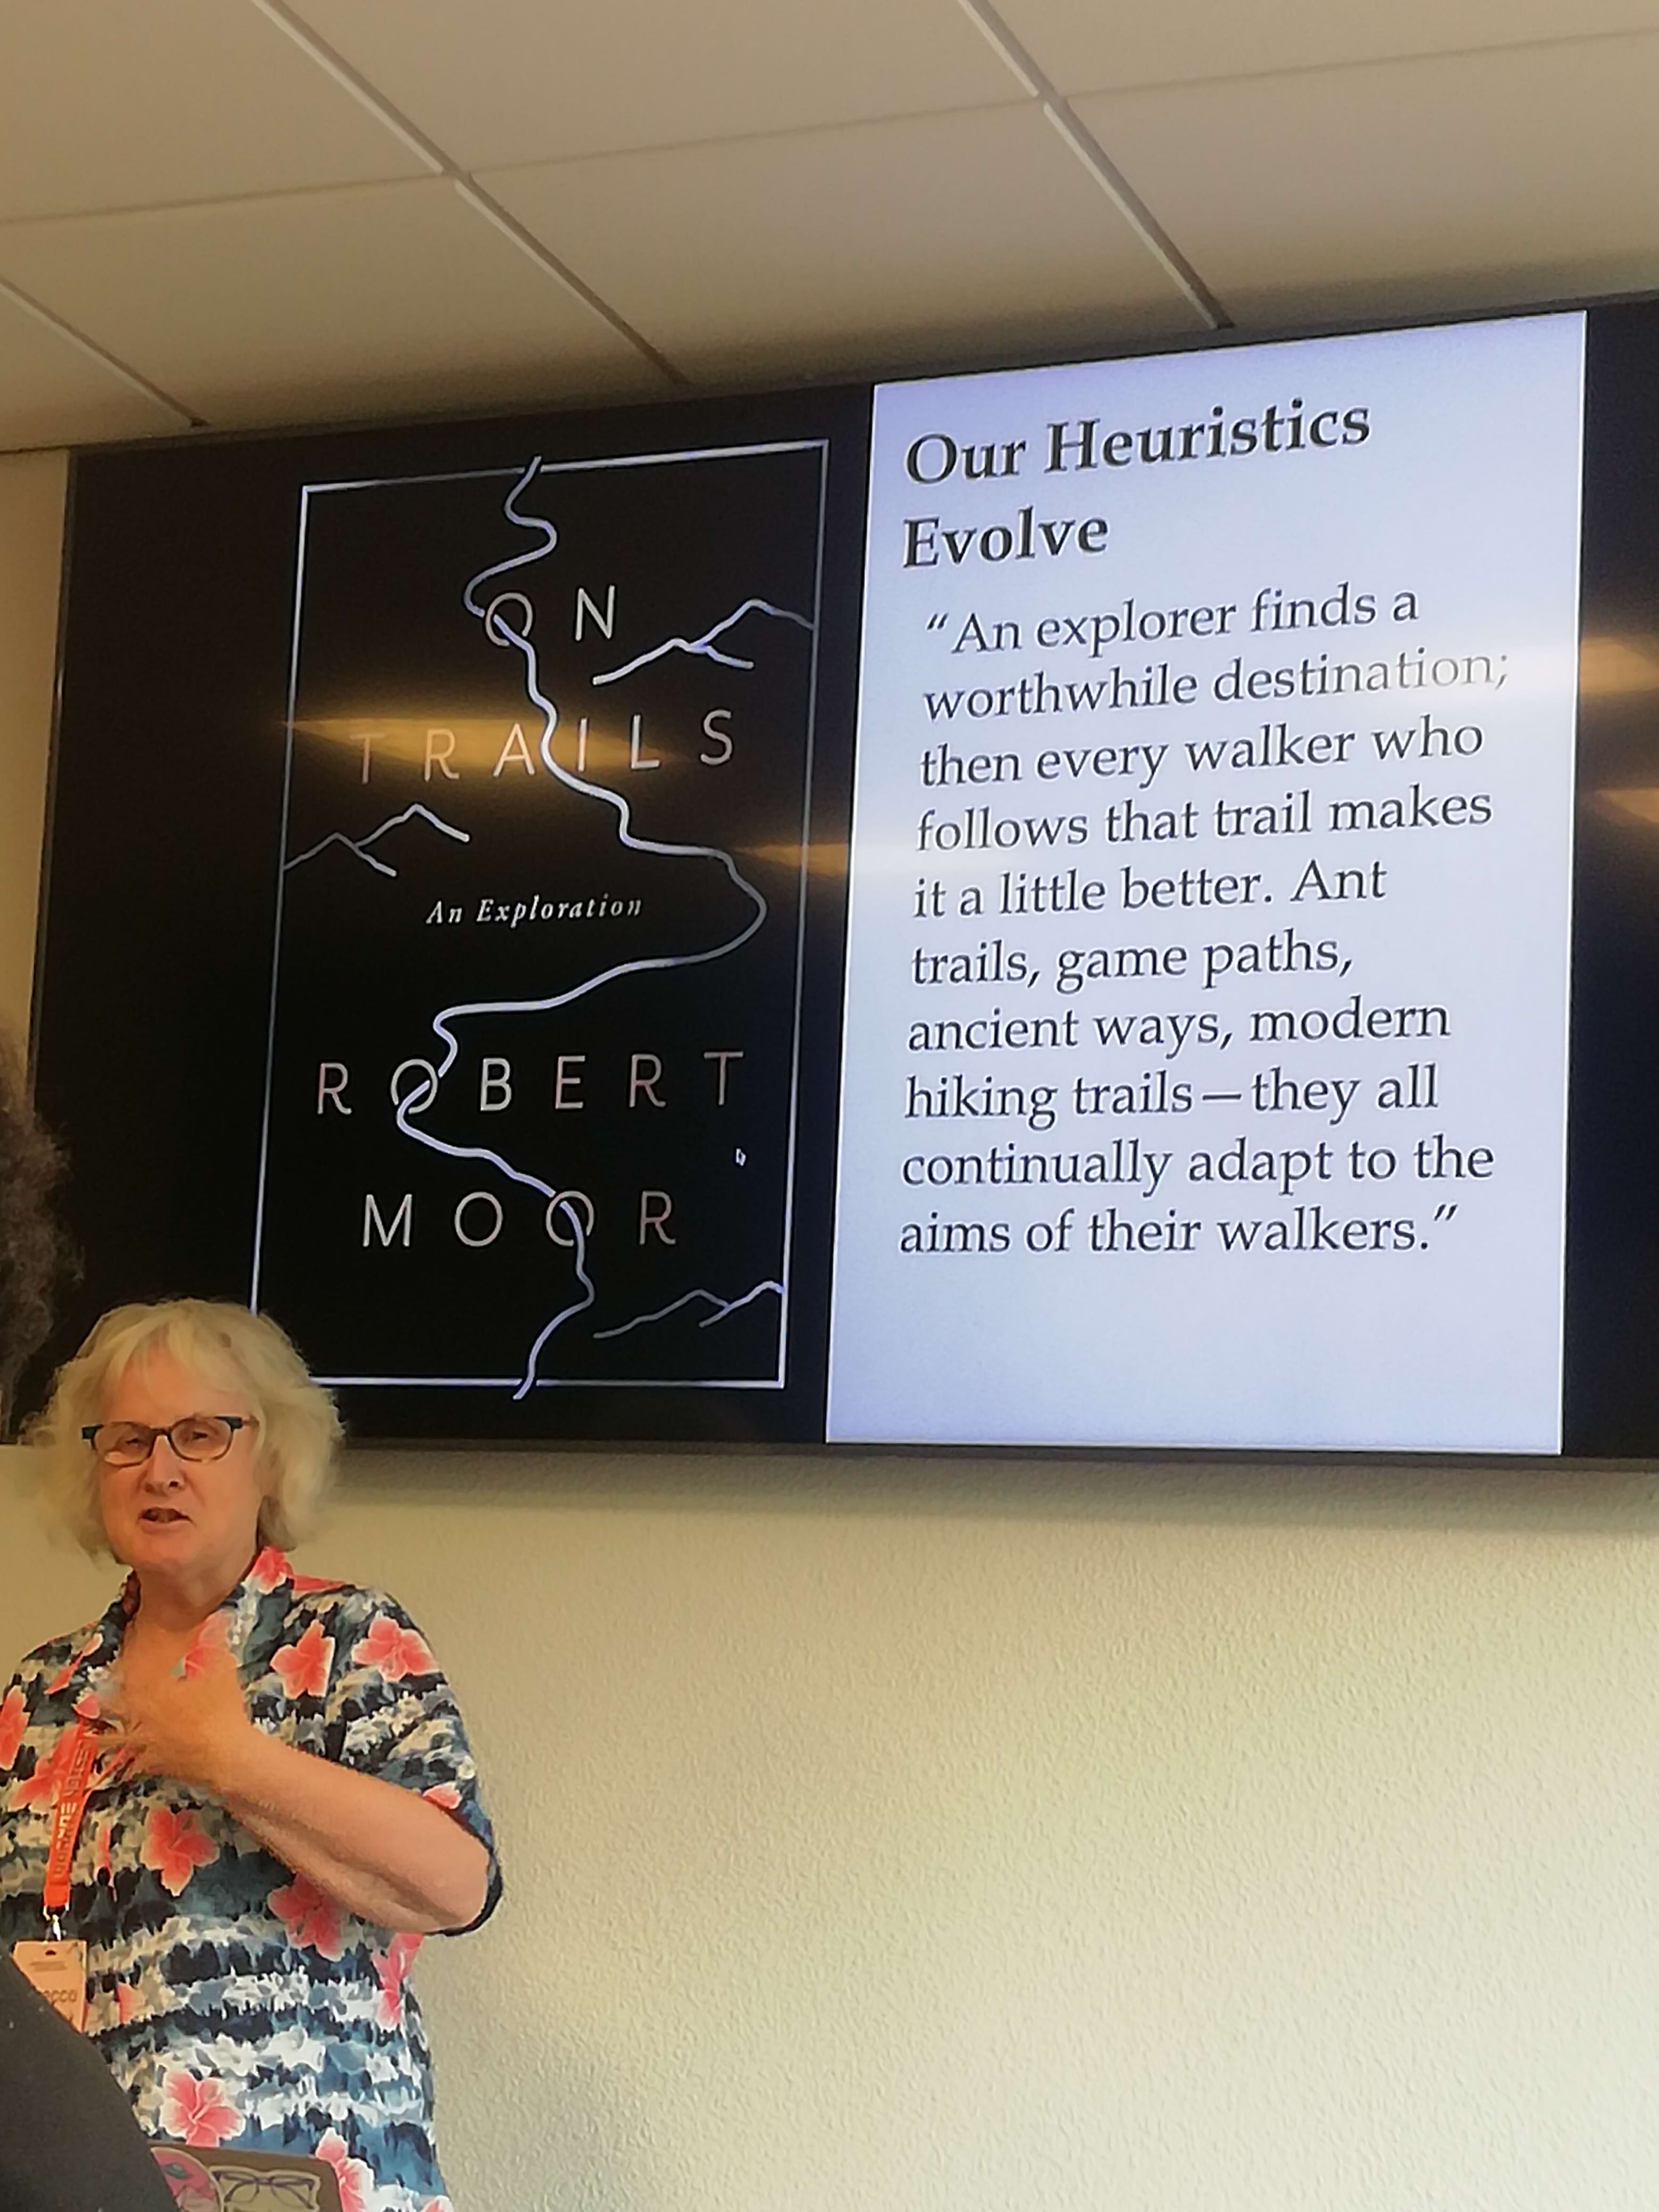 ON
TRAILS
An Exploration
ROBERT
MOOR
Our Heuristics
Evolve
“An explorer finds a
worthwhile destination;
then every walker who
follows that trail makes
it a little better. Ant
trails, game paths,
ancient ways, modern
hiking trails—they all
continually adapt to the
aims of their walkers.”